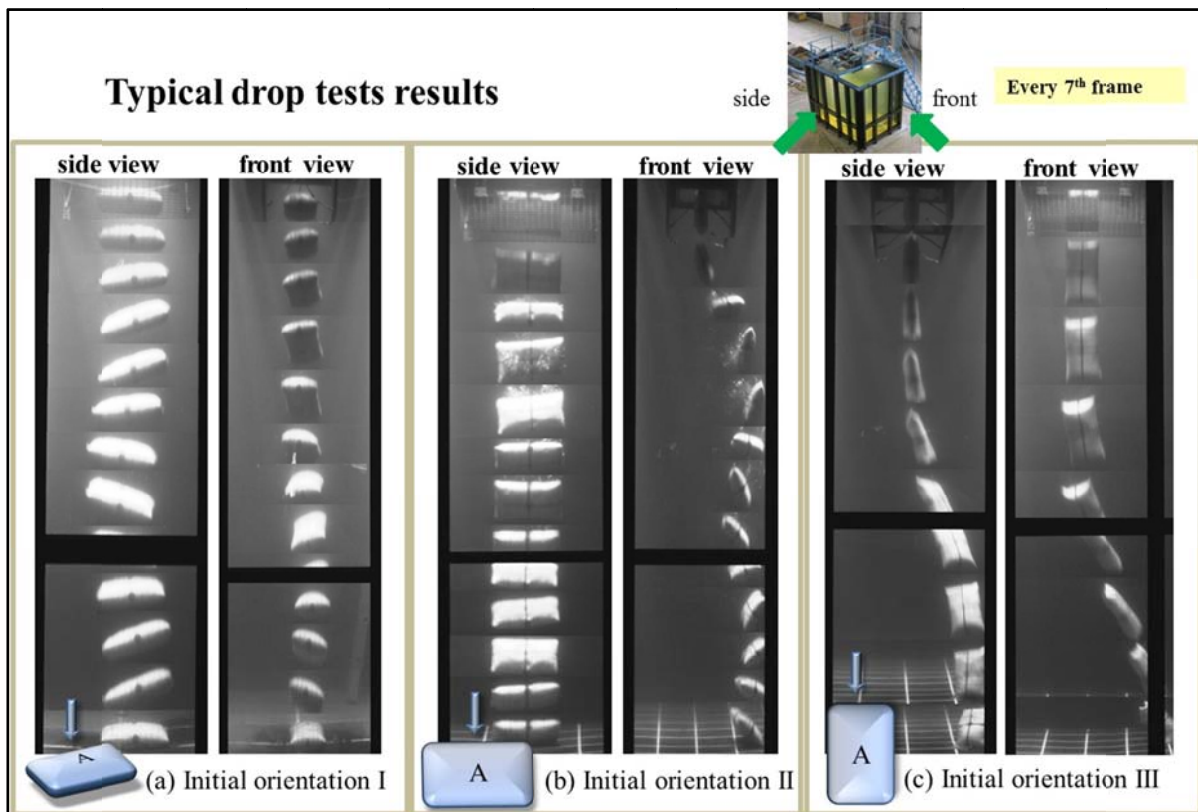 Typical drop tests results
side
front
Every 7th frame
side view front view
side view front view
side view front view
A
(a) Initial orientation I
A
(b) Initial orientation II
A
(c) Initial orientation III